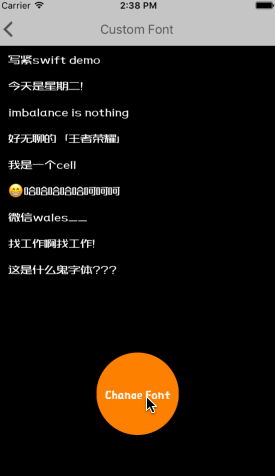 Carrier 2:38 PM
Custom Font
写紧swift demo
今天是星期二!
imbalance is nothing
好无聊的「王者荣耀」
我是一个cell
😁哈哈哈哈哈呵呵呵
微信wales__
找工作啊找工作!
这是什么鬼字体???
Change Font